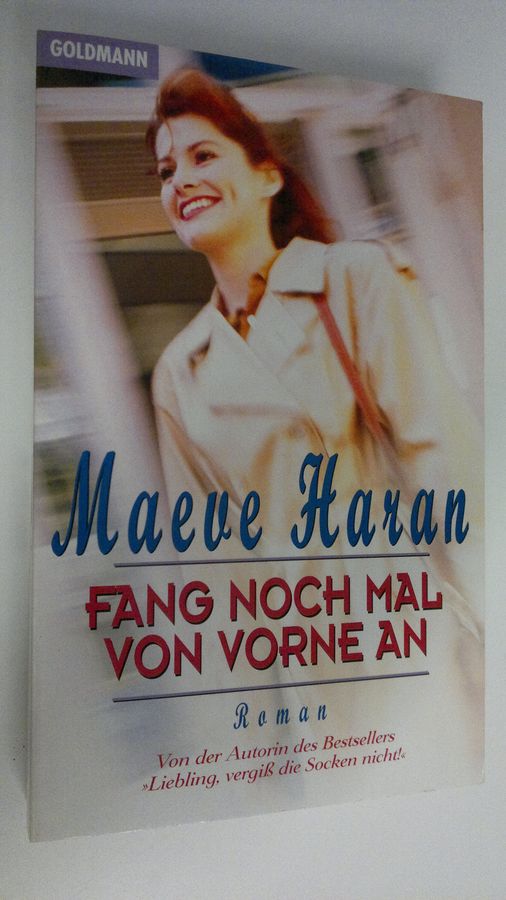 GOLDMANN
Maeve Haran
FANG NOCH MAL
VON VORNE AN
Roman
Von der Autorin des Bestsellers
»Liebling, vergiß die Socken nicht!«